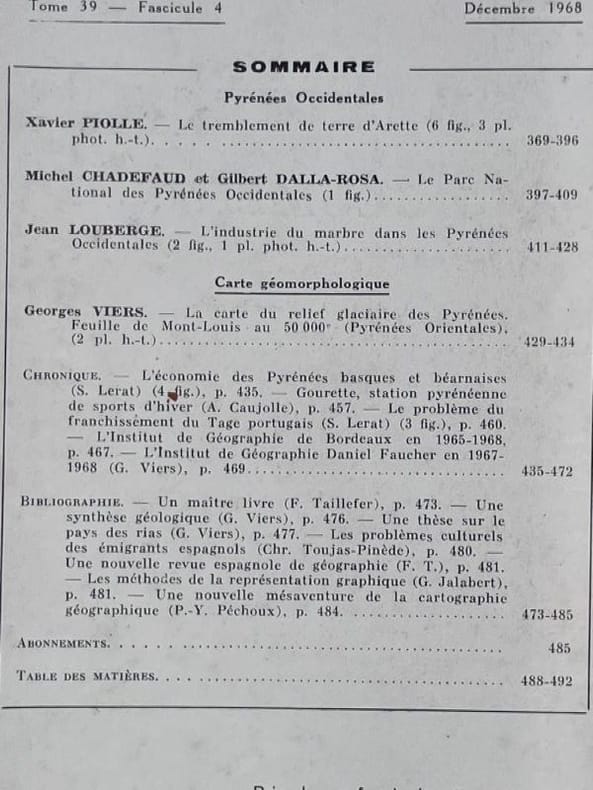 Tome 39 — Fascicule 4
Décembre 1968
SOMMAIRE
Pyrénées Occidentales
Xavier PIOLLE. — Le tremblement de terre d'Arette (6 fig., 3 pl.
phot. h.-t.). . . . . . . . . . . . . . . . . . . . . . . . . . . . . . . 369-396
Michel CHADEFAUD et Gilbert DALLA-ROSA. — Le Parc Na-
tional des Pyrénées Occidentales (1 fig.). . . . . . . . . . . . . . . . . 397-409
Jean LOUBERGE. — L'industrie du marbre dans les Pyrénées
Occidentales (2 fig., 1 pl. phot. h.-t.). . . . . . . . . . . . . . . . . . 411-428
Carte géomorphologique
Georges VIERS. — La carte du relief glaciaire des Pyrénées.
Feuille de Mont-Louis au 50 000e (Pyrénées Orientales),
(2 pl. h.-t.). . . . . . . . . . . . . . . . . . . . . . . . . . . . . . . 429-434
CHRONIQUE. — L'économie des Pyrénées basques et béarnaises
(S. Lerat) (4 fig.), p. 435. — Gourette, station pyrénéenne
de sports d'hiver (A. Caujolle), p. 457. — Le problème du
franchissement du Tage portugais (S. Lerat) (3 fig.), p. 460.
— L'Institut de Géographie de Bordeaux en 1965-1968,
p. 467. — L'Institut de Géographie Daniel Faucher en 1967-
1968 (G. Viers), p. 469. . . . . . . . . . . . . . . . . . . . . . . . . . 435-472
BIBLIOGRAPHIE. — Un maître livre (F. Taillefer), p. 473. — Une
synthèse géologique (G. Viers), p. 476. — Une thèse sur le
pays des rias (G. Viers), p. 477. — Les problèmes culturels
des émigrants espagnols (Chr. Toujas-Pinède), p. 480. —
Une nouvelle revue espagnole de géographie (F. T.), p. 481.
— Les méthodes de la représentation graphique (G. Jalabert),
p. 481. — Une nouvelle mésaventure de la cartographie
géographique (P.-Y. Péchoux), p. 484. . . . . . . . . . . . . . . . . . . 473-485
ABONNEMENTS. . . . . . . . . . . . . . . . . . . . . . . . . . . . . . . 485
TABLE DES MATIÈRES. . . . . . . . . . . . . . . . . . . . . . . . . . . . 488-492